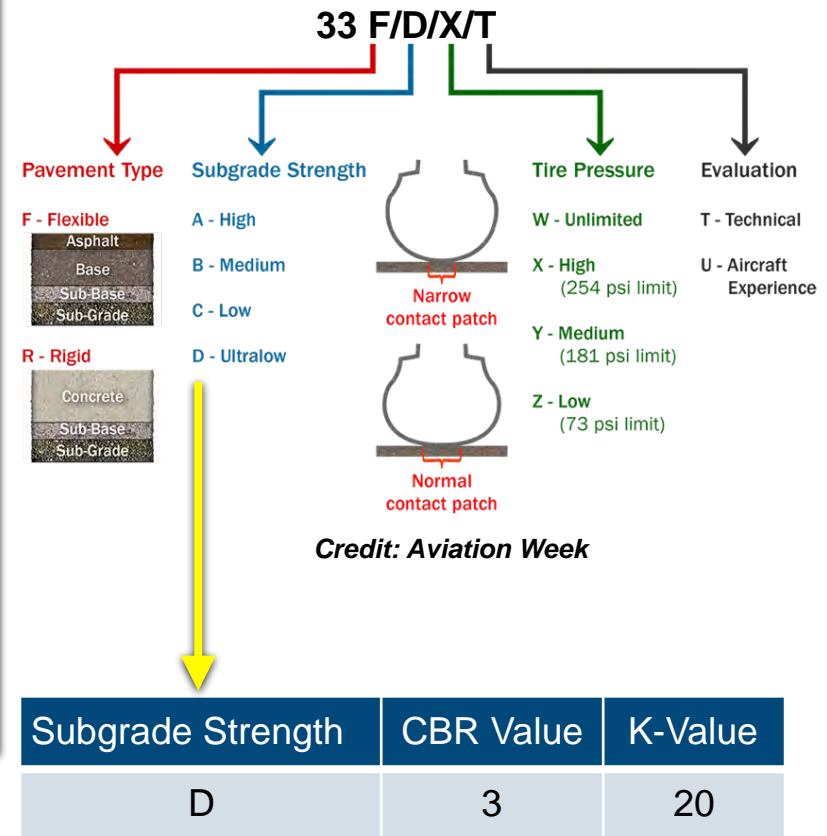 33 F/D/X/T
Pavement Type
F - Flexible
Asphalt
Base
Sub-Base
Sub-Grade
R - Rigid
Concrete
Sub-Base
Sub-Grade
Subgrade Strength
A - High
B - Medium
C - Low
D - Ultralow
Narrow
contact patch
Normal
contact patch
Tire Pressure
W - Unlimited
X - High
(254 psi limit)
Y - Medium
(181 psi limit)
Z - Low
(73 psi limit)
Evaluation
T - Technical
U - Aircraft
Experience
Credit: Aviation Week
Subgrade Strength CBR Value K-Value
D 3 20